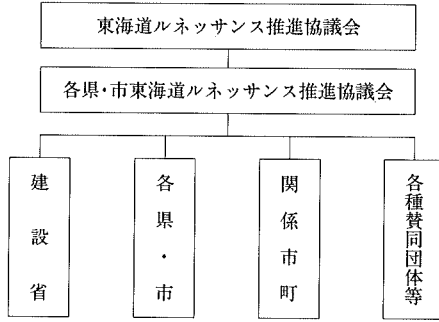 東海道ルネッサンス推進協議会
各県・市東海道ルネッサンス推進協議会
建設省
各県・市
関係市町
各種賛同団体等